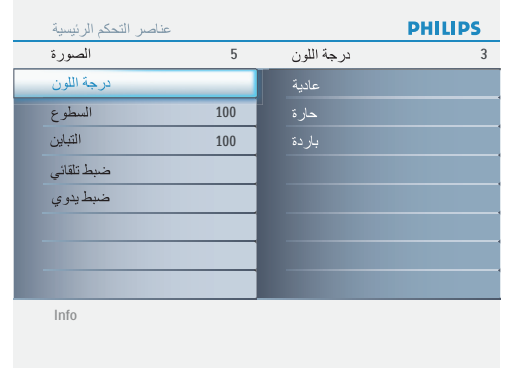 عناصر التحكم الرئيسية PHILIPS
الصورة 5 درجة اللون 3
درجة اللون عادية
السطوع 100 حارة
التباين 100 باردة
ضبط تلقائي
ضبط يدوي
Info